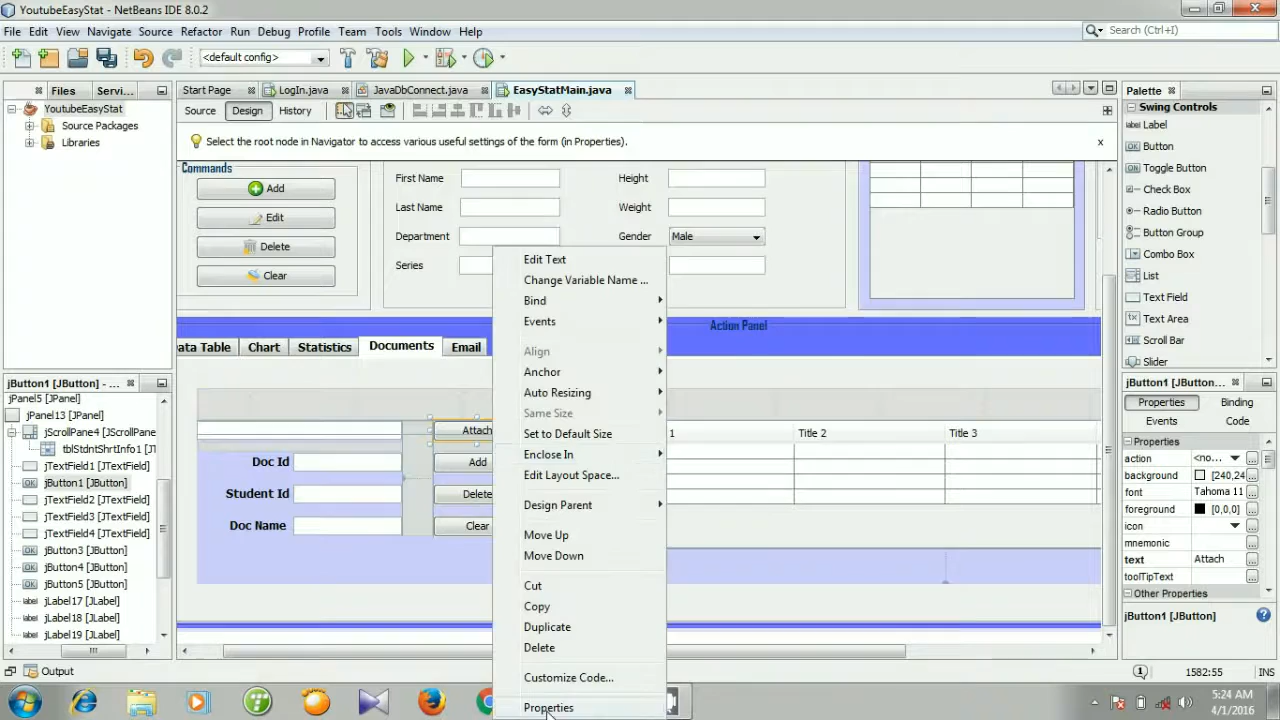 YoutubeEasyStat - NetBeans IDE 8.0.2
File Edit View Navigate Source Refactor Run Debug Profile Team Tools Window Help
Search (Ctrl+I)
<default config>
Files Servi...
Start Page LogIn.java JavaDbConnect.java EasyStatMain.java
Palette
YoutubeEasyStat
Source Packages
Libraries
Source Design History
Select the root node in Navigator to access various useful settings of the form (in Properties).
x
Commands
Add
Edit
Delete
Clear
First Name
Last Name
Department
Series
Height
Weight
Gender
Male
Swing Controls
Label
Button
Toggle Button
Check Box
Radio Button
Button Group
Combo Box
List
Text Field
Text Area
Scroll Bar
Slider
Action Panel
ata Table Chart Statistics Documents Email
Attach
Doc Id
Add
Student Id
Delete
Doc Name
Clear
1
Title 2
Title 3
Edit Text
Change Variable Name ...
Bind
Events
Align
Anchor
Auto Resizing
Same Size
Set to Default Size
Enclose In
Edit Layout Space...
Design Parent
Move Up
Move Down
Cut
Copy
Duplicate
Delete
Customize Code...
Properties
jButton1 [JButton] - ...
jPanel5 [JPanel]
jPanel13 [JPanel]
jScrollPane4 [JScrollPane
tblStdntShrtInfo1 [JT
jTextField1 [JTextField]
jButton1 [JButton]
jTextField2 [JTextField]
jTextField3 [JTextField]
jTextField4 [JTextField]
jButton3 [JButton]
jButton4 [JButton]
jButton5 [JButton]
label jLabel17 [JLabel]
label jLabel18 [JLabel]
label jLabel19 [JLabel]
jButton1 [JButton]...
Properties Binding
Events Code
Properties
action <no...
background [240,24
font Tahoma 11
foreground [0,0,0]
icon
mnemonic
text Attach
toolTipText
Other Properties
jButton1 [JButton]
Output
1 1582:55 INS
5:24 AM
4/1/2016